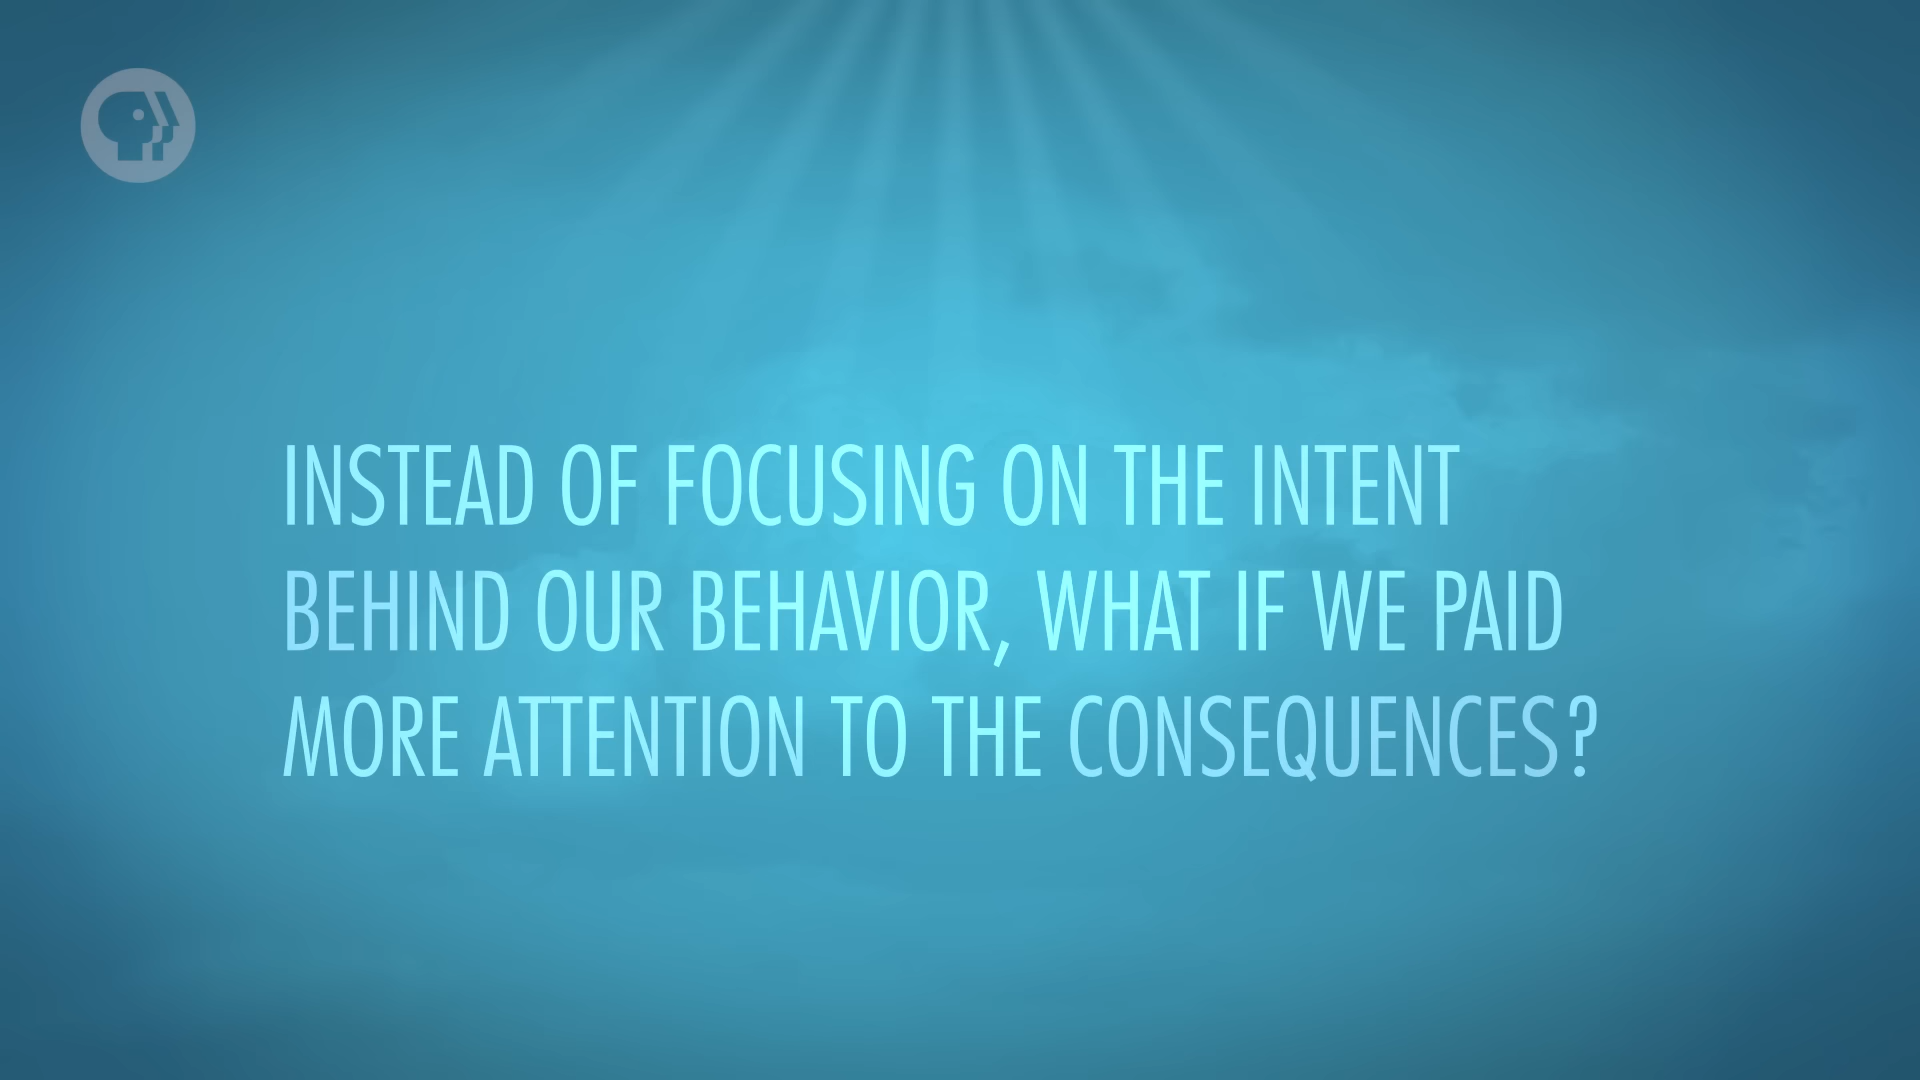 INSTEAD OF FOCUSING ON THE INTENT
BEHIND OUR BEHAVIOR, WHAT IF WE PAID
MORE ATTENTION TO THE CONSEQUENCES?